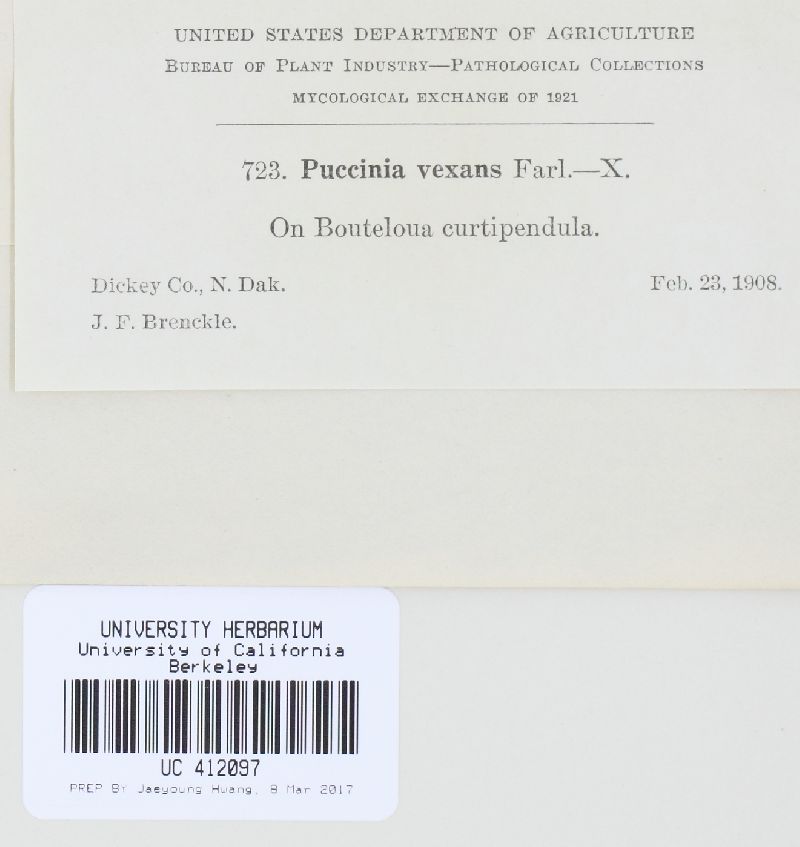 UNITED STATES DEPARTMENT OF AGRICULTURE
BUREAU OF PLANT INDUSTRY—PATHOLOGICAL COLLECTIONS
MYCOLOGICAL EXCHANGE OF 1921
723. Puccinia vexans Farl.—X.
On Bouteloua curtipendula.
Dickey Co., N. Dak. Feb. 23, 1908.
J. F. Brenckle.
UNIVERSITY HERBARIUM
University of California
Berkeley
UC 412097
PREP BY Jaeyoung Huang, 8 Mar 2017